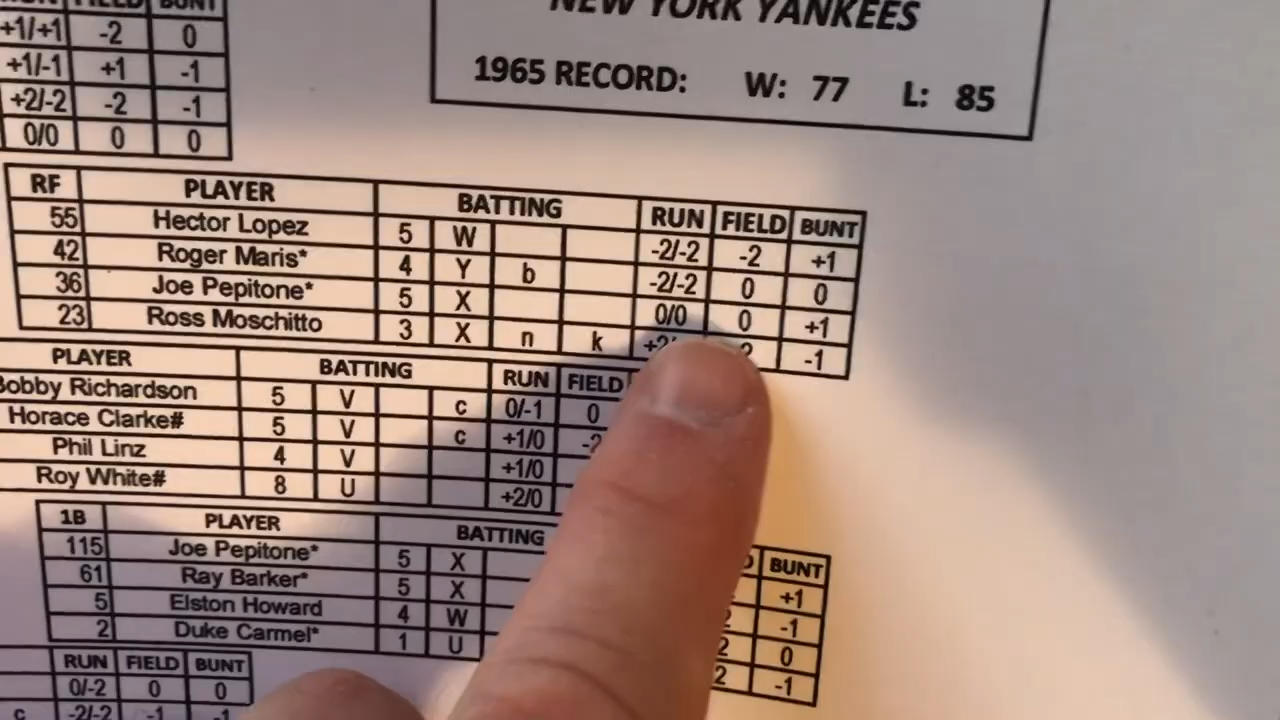 RUN FIELD BUNT
+1/+1 -2 0
+1/-1 +1 -1
+2/-2 -2 -1
0/0 0 0
NEW YORK YANKEES
1965 RECORD: W: 77 L: 85
RF PLAYER BATTING RUN FIELD BUNT
55 Hector Lopez 5 W -2/-2 -2 +1
42 Roger Maris* 4 Y b -2/-2 0 0
36 Joe Pepitone* 5 X 0/0 0 +1
23 Ross Moschitto 3 X n k -1
PLAYER BATTING RUN FIELD
Bobby Richardson 5 V c 0/-1 0
Horace Clarke# 5 V c +1/0
Phil Linz 4 V +1/0
Roy White# 8 U +2/0
1B PLAYER BATTING BUNT
115 Joe Pepitone* 5 X +1
61 Ray Barker* 5 X -1
5 Elston Howard 4 W 0
2 Duke Carmel* 1 U -1
RUN FIELD BUNT
0/-2 0 0
c -2/-2 -1 -1